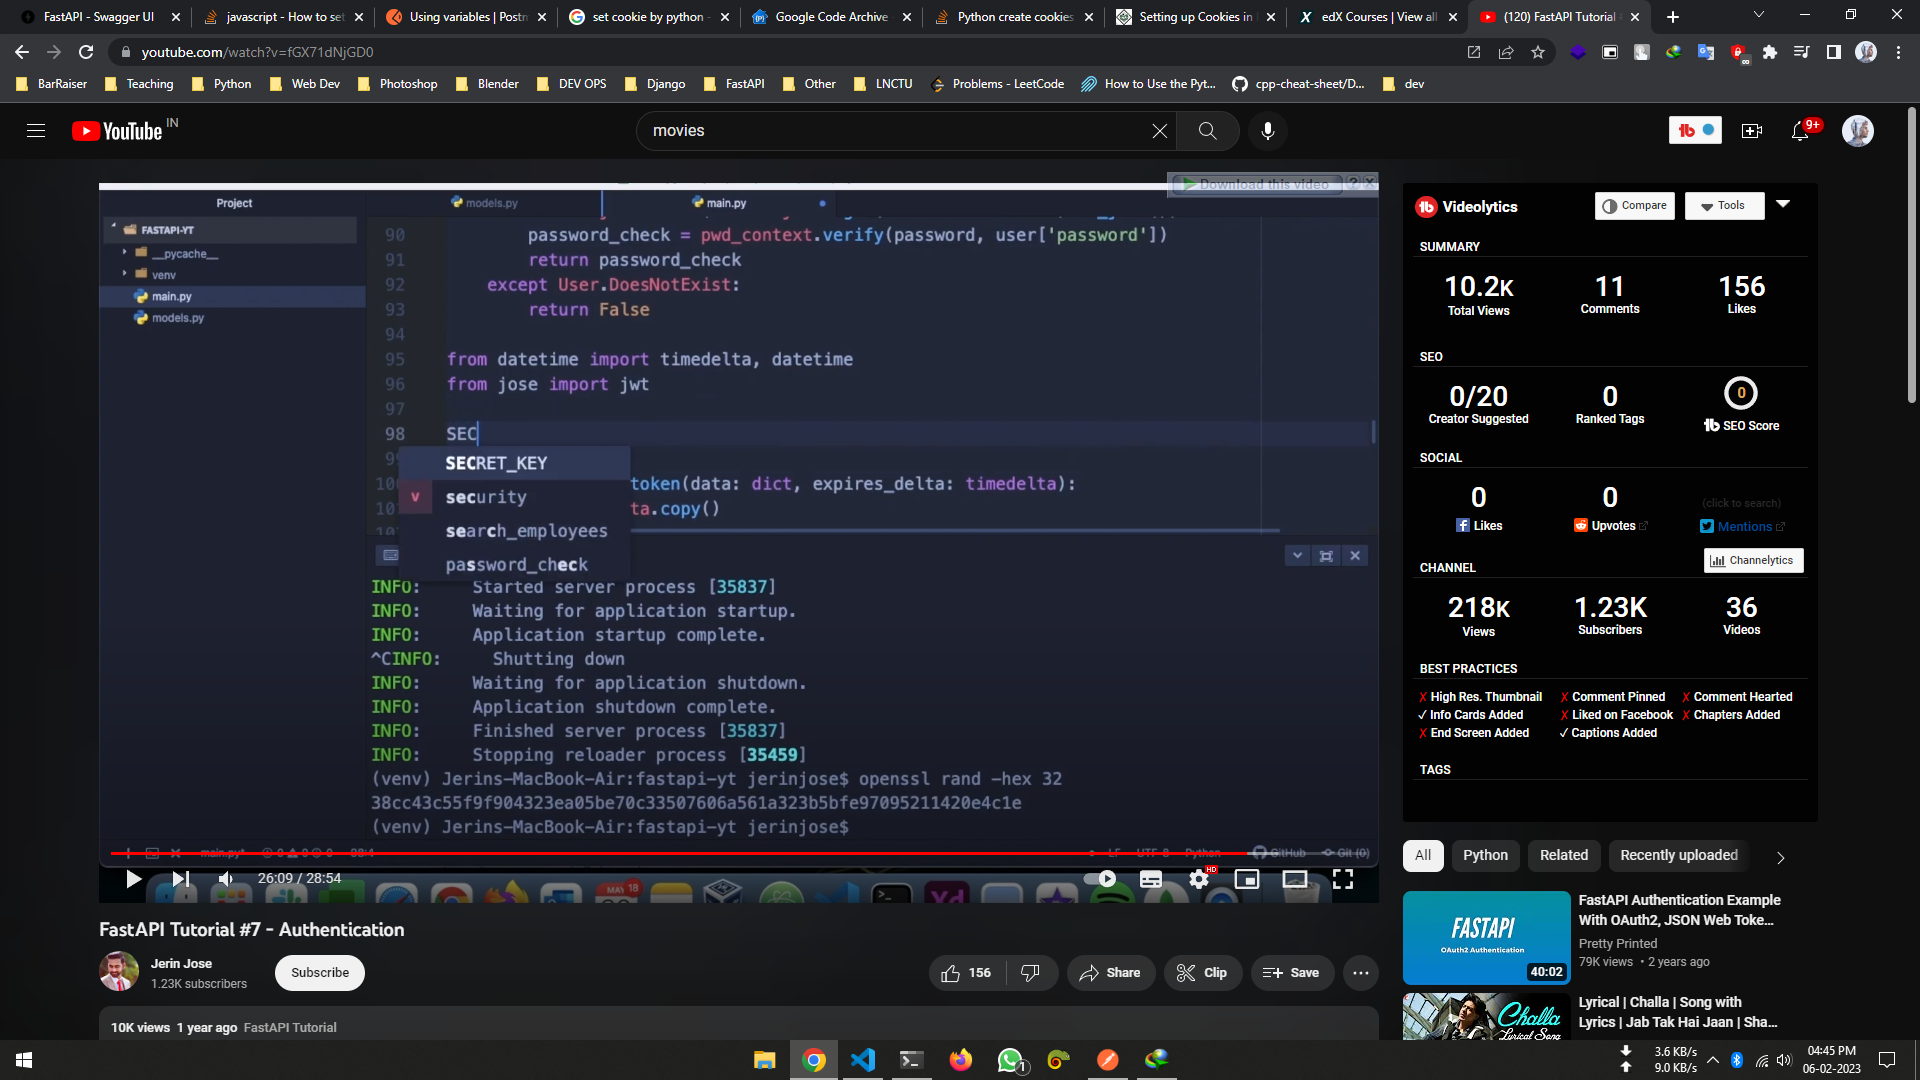 FastAPI - Swagger UI
javascript - How to set
Using variables | Postm
set cookie by python -
Google Code Archive
Python create cookies
Setting up Cookies in
edX Courses | View all
(120) FastAPI Tutorial
youtube.com/watch?v=fGX71dNjGD0
BarRaiser
Teaching
Python
Web Dev
Photoshop
Blender
DEV OPS
Django
FastAPI
Other
LNCTU
Problems - LeetCode
How to Use the Pyt...
cpp-cheat-sheet/D...
dev
YouTube IN
movies
9+
Download this video
Project
models.py
main.py
FASTAPI-YT
__pycache__
venv
main.py
models.py
90 password_check = pwd_context.verify(password, user['password'])
91 return password_check
92 except User.DoesNotExist:
93 return False
94
95 from datetime import timedelta, datetime
96 from jose import jwt
97
98 SEC
SECRET_KEY
v security
search_employees
password_check
token(data: dict, expires_delta: timedelta):
ta.copy()
INFO: Started server process [35837]
INFO: Waiting for application startup.
INFO: Application startup complete.
^CINFO: Shutting down
INFO: Waiting for application shutdown.
INFO: Application shutdown complete.
INFO: Finished server process [35837]
INFO: Stopping reloader process [35459]
(venv) Jerins-MacBook-Air:fastapi-yt jerinjose$ openssl rand -hex 32
38cc43c55f9f904323ea05be70c33507606a561a323b5bfe97095211420e4c1e
(venv) Jerins-MacBook-Air:fastapi-yt jerinjose$
main.py*
LF UTF-8 Python GitHub Git (0)
26:09 / 28:54
HD
FastAPI Tutorial #7 - Authentication
Jerin Jose
1.23K subscribers
Subscribe
156
Share
Clip
Save
10K views 1 year ago FastAPI Tutorial
Videolytics
Compare
Tools
SUMMARY
10.2K 11 156
Total Views Comments Likes
SEO
0/20 0 0
Creator Suggested Ranked Tags SEO Score
SOCIAL
0 0 (click to search)
Likes Upvotes Mentions
CHANNEL
Channelytics
218K 1.23K 36
Views Subscribers Videos
BEST PRACTICES
✗ High Res. Thumbnail ✗ Comment Pinned ✗ Comment Hearted
✓ Info Cards Added ✗ Liked on Facebook ✗ Chapters Added
✗ End Screen Added ✓ Captions Added
TAGS
All
Python
Related
Recently uploaded
FASTAPI
OAuth2 Authentication
40:02
FastAPI Authentication Example
With OAuth2, JSON Web Toke...
Pretty Printed
79K views • 2 years ago
Challa
Lyrical Song
Lyrical | Challa | Song with
Lyrics | Jab Tak Hai Jaan | Sha...
1
3.6 KB/s
9.0 KB/s
04:45 PM
06-02-2023